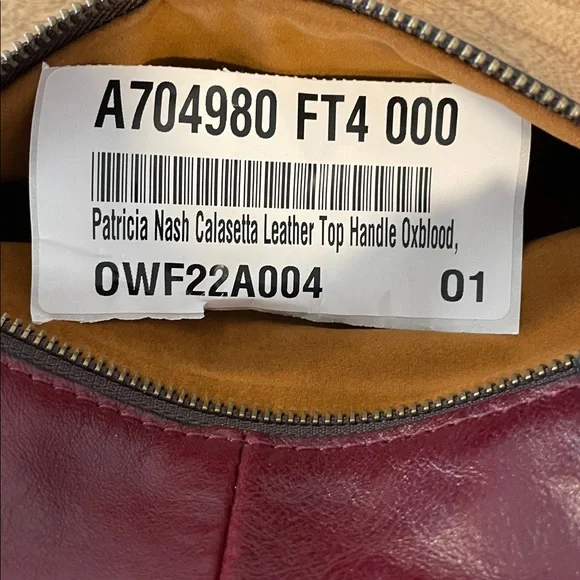 A704980 FT4 000
Patricia Nash Calasetta Leather Top Handle Oxblood,
OWF22A004 01